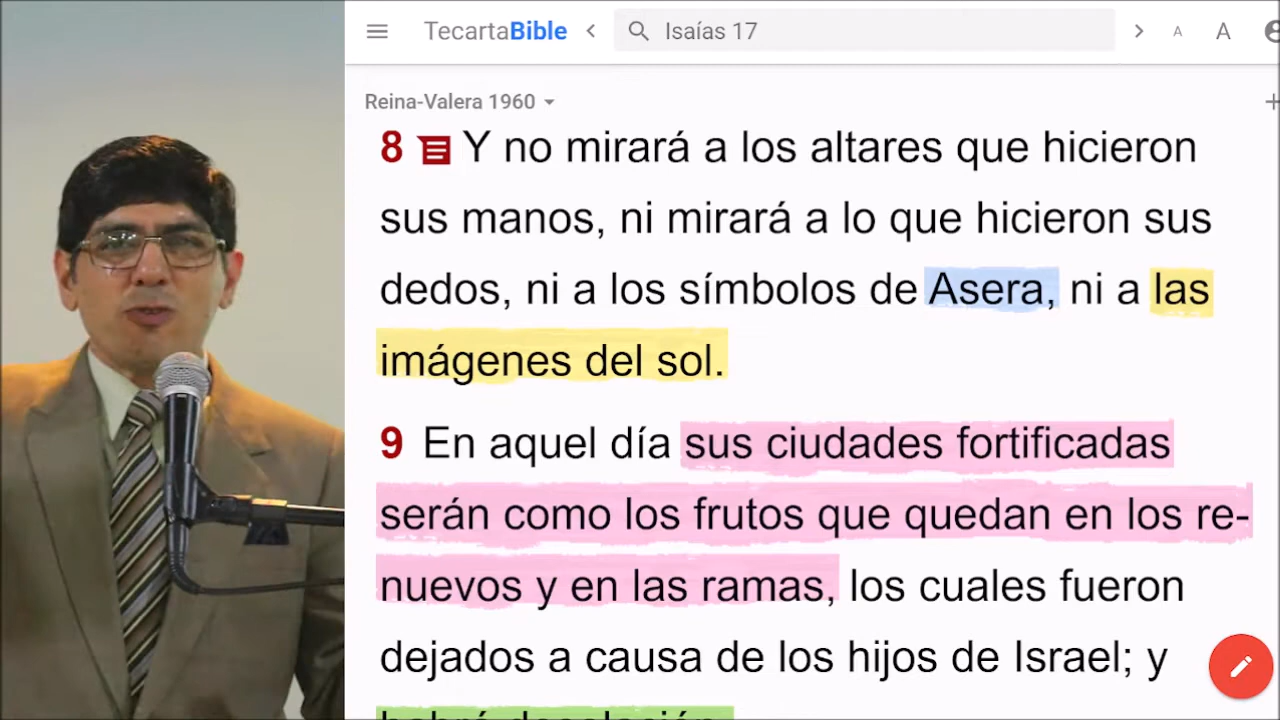 TecartaBible
Isaías 17
A A
Reina-Valera 1960
8 Y no mirará a los altares que hicieron
sus manos, ni mirará a lo que hicieron sus
dedos, ni a los símbolos de Asera, ni a las
imágenes del sol.
9 En aquel día sus ciudades fortificadas
serán como los frutos que quedan en los re-
nuevos y en las ramas, los cuales fueron
dejados a causa de los hijos de Israel; y
habrá desolación.